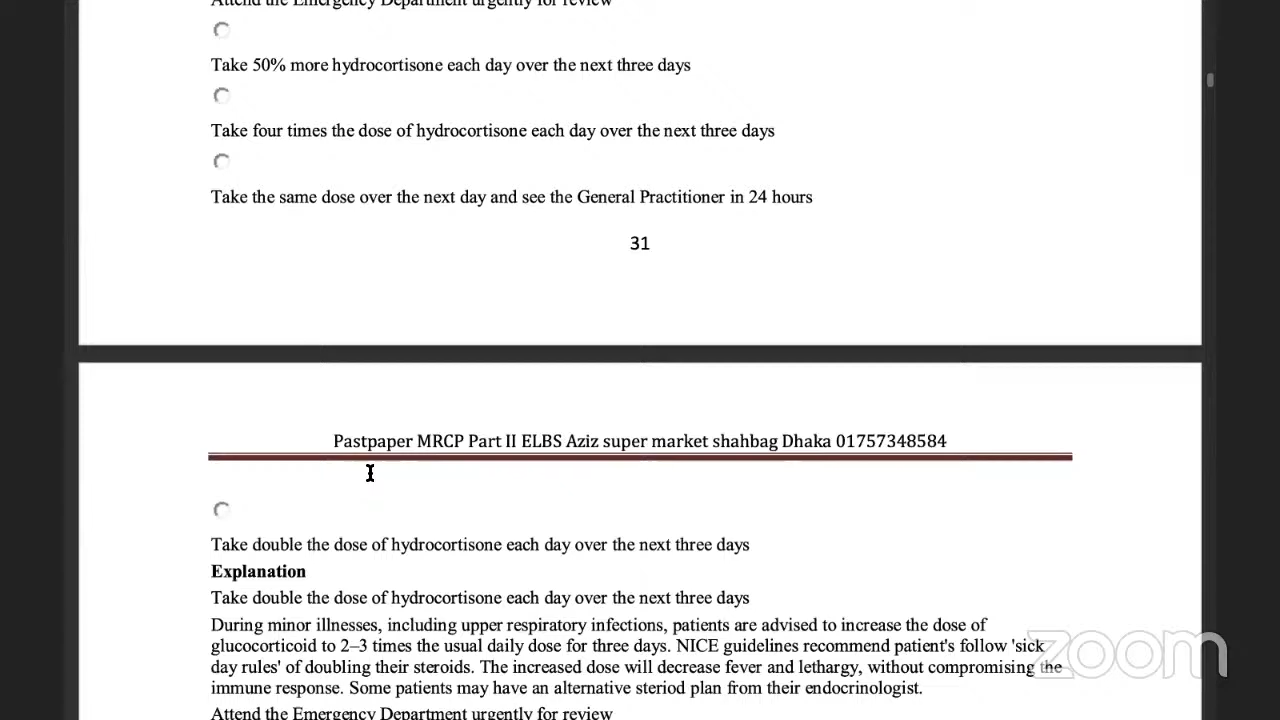 Attend the Emergency Department urgently for review
Take 50% more hydrocortisone each day over the next three days
Take four times the dose of hydrocortisone each day over the next three days
Take the same dose over the next day and see the General Practitioner in 24 hours
31
Pastpaper MRCP Part II ELBS Aziz super market shahbag Dhaka 01757348584
Take double the dose of hydrocortisone each day over the next three days
Explanation
Take double the dose of hydrocortisone each day over the next three days
During minor illnesses, including upper respiratory infections, patients are advised to increase the dose of
glucocorticoid to 2–3 times the usual daily dose for three days. NICE guidelines recommend patient's follow 'sick
day rules' of doubling their steroids. The increased dose will decrease fever and lethargy, without compromising the
immune response. Some patients may have an alternative steriod plan from their endocrinologist.
Attend the Emergency Department urgently for review
zoom